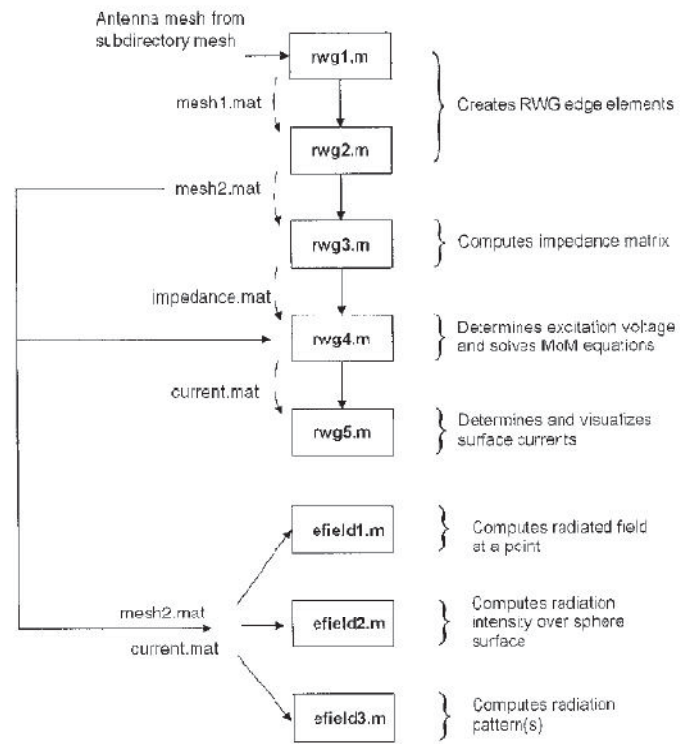 Antenna mesh from
subdirectory mesh
rwg1.m
mesh1.mat
Creates RWG edge elements
rwg2.m
mesh2.mat
rwg3.m
Computes impedance matrix
impedance.mat
rwg4.m
Determines excitation voltage
and solves MoM equations
current.mat
rwg5.m
Determines and visualizes
surface currents
efield1.m
Computes radiated field
at a point
mesh2.mat
current.mat
efield2.m
Computes radiation
intensity over sphere
surface
efield3.m
Computes radiation
pattern(s)